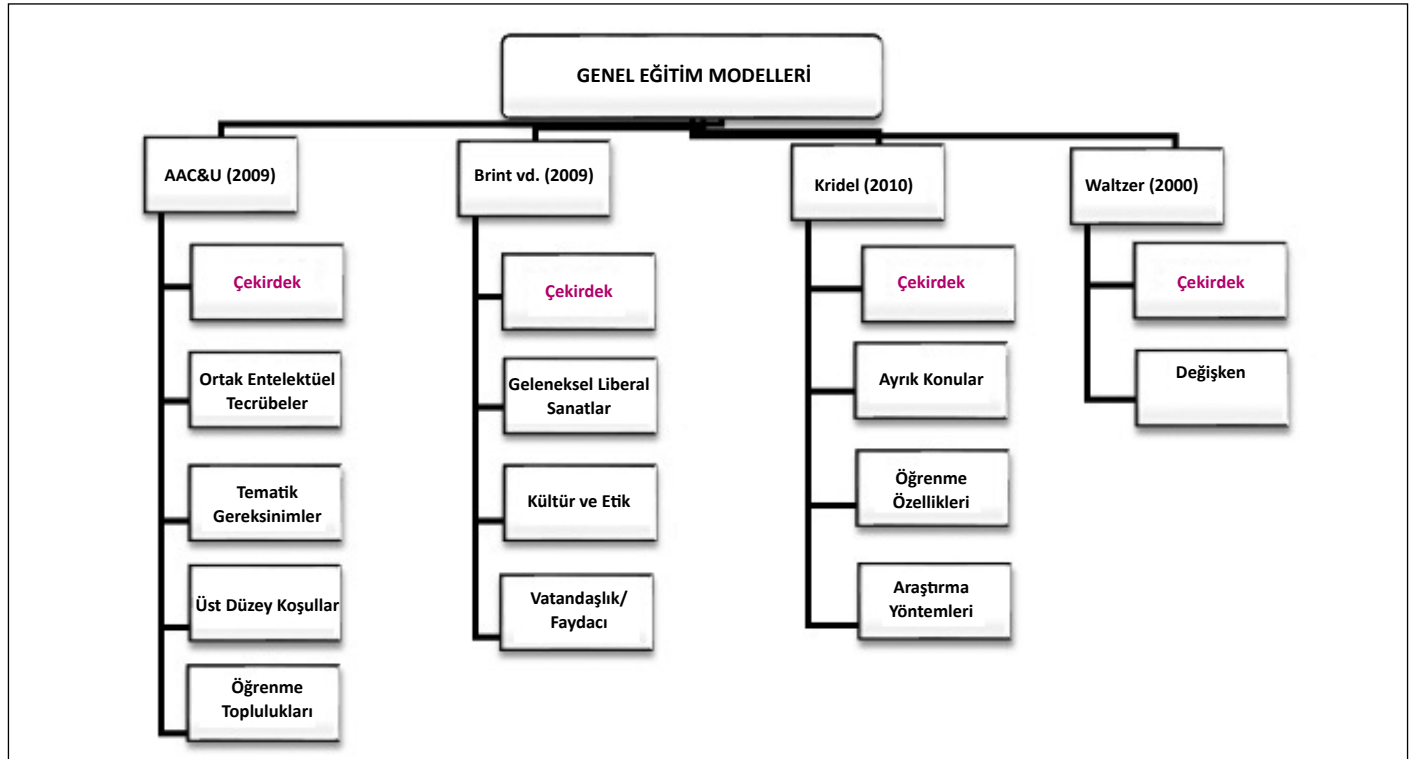 GENEL EĞİTİM MODELLERİ
AAC&U (2009)
Çekirdek
Ortak Entelektüel
Tecrübeler
Tematik
Gereksinimler
Üst Düzey Koşullar
Öğrenme
Toplulukları
Brint vd. (2009)
Çekirdek
Geleneksel Liberal
Sanatlar
Kültür ve Etik
Vatandaşlık/
Faydacı
Kridel (2010)
Çekirdek
Ayrık Konular
Öğrenme
Özellikleri
Araştırma
Yöntemleri
Waltzer (2000)
Çekirdek
Değişken